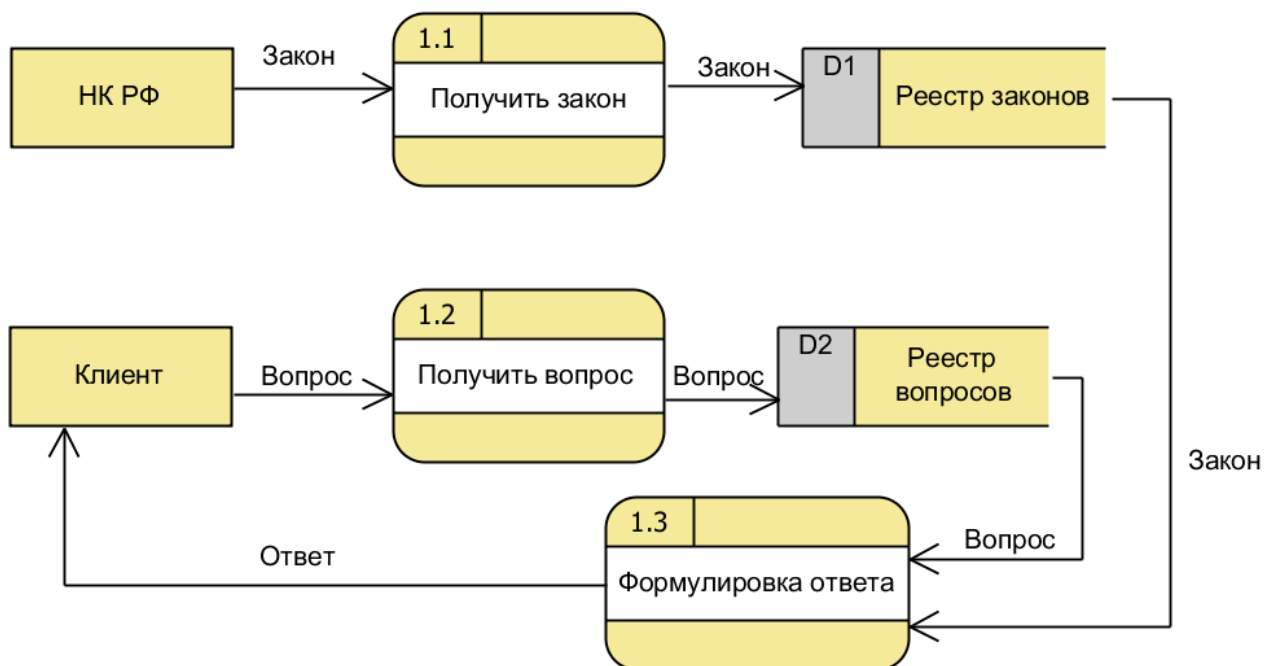 1.1
Закон
Закон
D1
НК РФ
Получить закон
Реестр законов
1.2
D2
Клиент
Вопрос
Получить вопрос
Вопрос
Реестр
вопросов
Закон
1.3
Вопрос
Ответ
Формулировка ответа